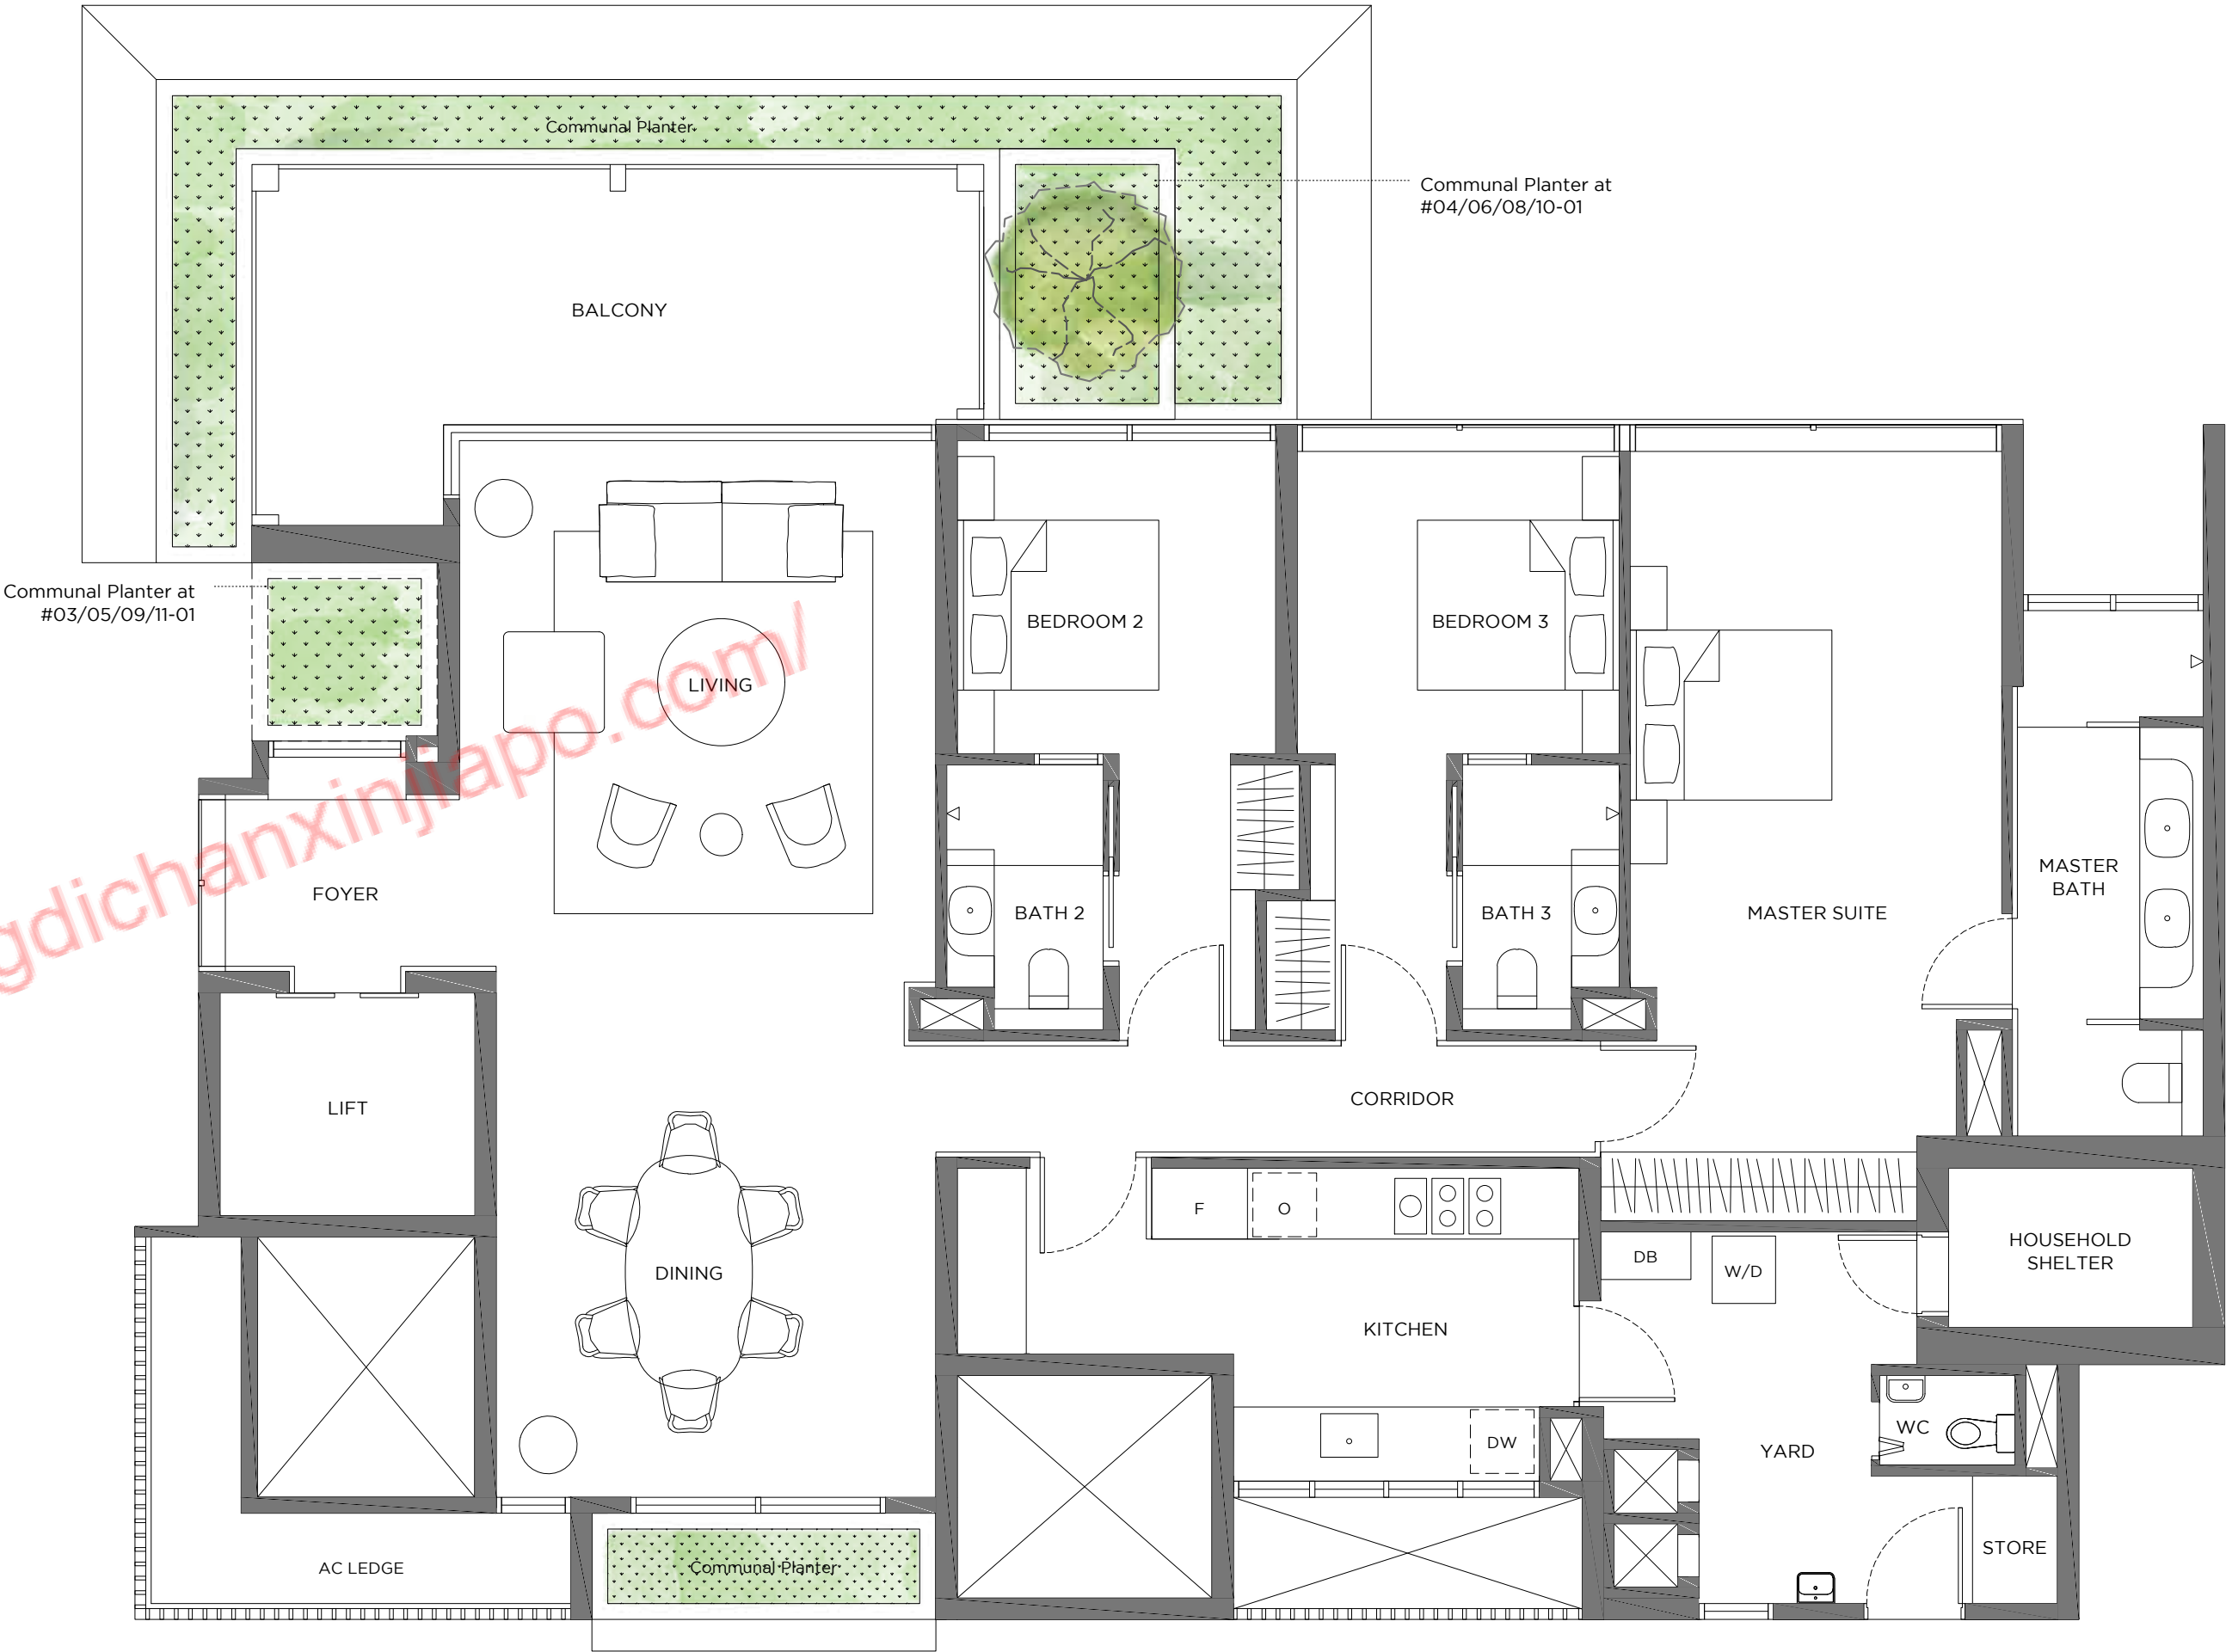 Communal Planter
Communal Planter at
#04/06/08/10-01
BALCONY
Communal Planter at
#03/05/09/11-01
BEDROOM 2
BEDROOM 3
LIVING
FOYER
BATH 2
BATH 3
MASTER SUITE
MASTER
BATH
LIFT
CORRIDOR
F
O
DINING
KITCHEN
DB
W/D
HOUSEHOLD
SHELTER
DW
WC
YARD
AC LEDGE
Communal Planter
STORE
gdichanxinjiapo.com/